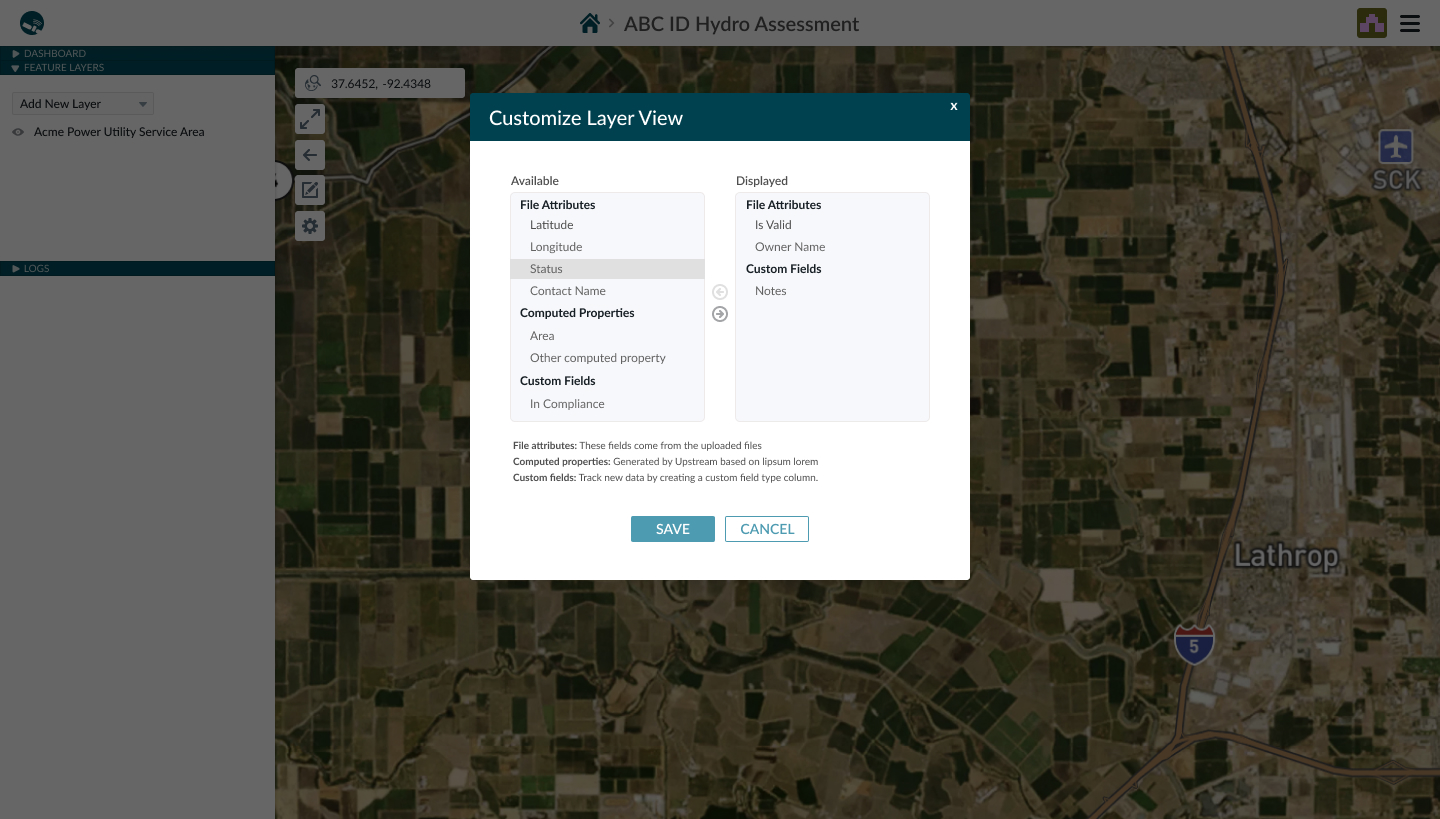 ABC ID Hydro Assessment
DASHBOARD
FEATURE LAYERS
Add New Layer
Acme Power Utility Service Area
LOGS
37.6452, -92.4348
Customize Layer View
x
Available
File Attributes
Latitude
Longitude
Status
Contact Name
Computed Properties
Area
Other computed property
Custom Fields
In Compliance
Displayed
File Attributes
Is Valid
Owner Name
Custom Fields
Notes
File attributes: These fields come from the uploaded files
Computed properties: Generated by Upstream based on lipsum lorem
Custom fields: Track new data by creating a custom field type column.
SAVE
CANCEL
SCK
Lathrop
5